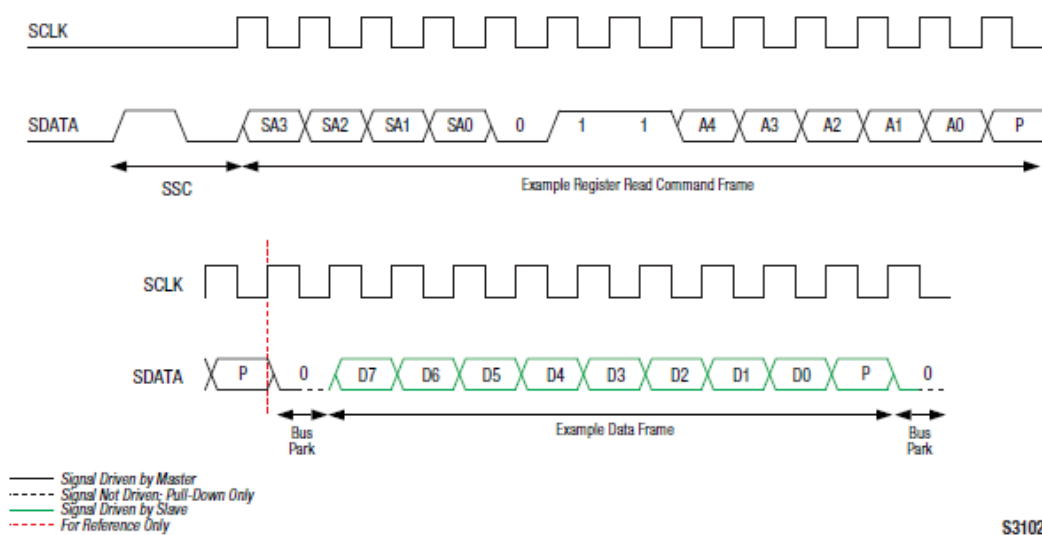 SCLK
SDATA SA3 SA2 SA1 SA0 0 1 1 A4 A3 A2 A1 A0 P
SSC Example Register Read Command Frame
SCLK
SDATA P 0 D7 D6 D5 D4 D3 D2 D1 D0 P 0
Bus Park Example Data Frame Bus Park
Signal Driven by Master
Signal Not Driven; Pull-Down Only
Signal Driven by Slave
For Reference Only
S3102